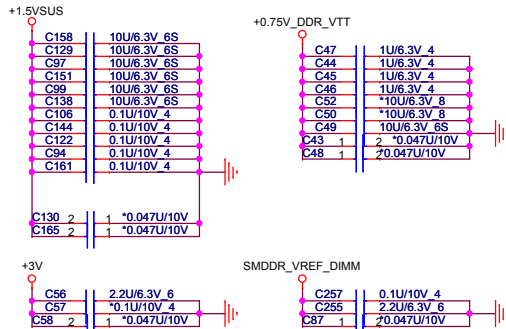 +1.5VSUS
C158 10U/6.3V_6S
C129 10U/6.3V_6S
C97 10U/6.3V_6S
C151 10U/6.3V_6S
C99 10U/6.3V_6S
C138 10U/6.3V_6S
C106 0.1U/10V_4
C144 0.1U/10V_4
C122 0.1U/10V_4
C94 0.1U/10V_4
C161 0.1U/10V_4
C130 2 1 *0.047U/10V
C165 2 1 *0.047U/10V
+0.75V_DDR_VTT
C47 1U/6.3V_4
C44 1U/6.3V_4
C45 1U/6.3V_4
C46 1U/6.3V_4
C52 *10U/6.3V_8
C50 *10U/6.3V_8
C49 10U/6.3V_6S
C43 1 2 *0.047U/10V
C48 1 2 *0.047U/10V
+3V
C56 2.2U/6.3V_6
C57 *0.1U/10V_4
C58 2 1 *0.047U/10V
SMDDR_VREF_DIMM
C257 0.1U/10V_4
C255 2.2U/6.3V_6
C87 1 2 *0.047U/10V